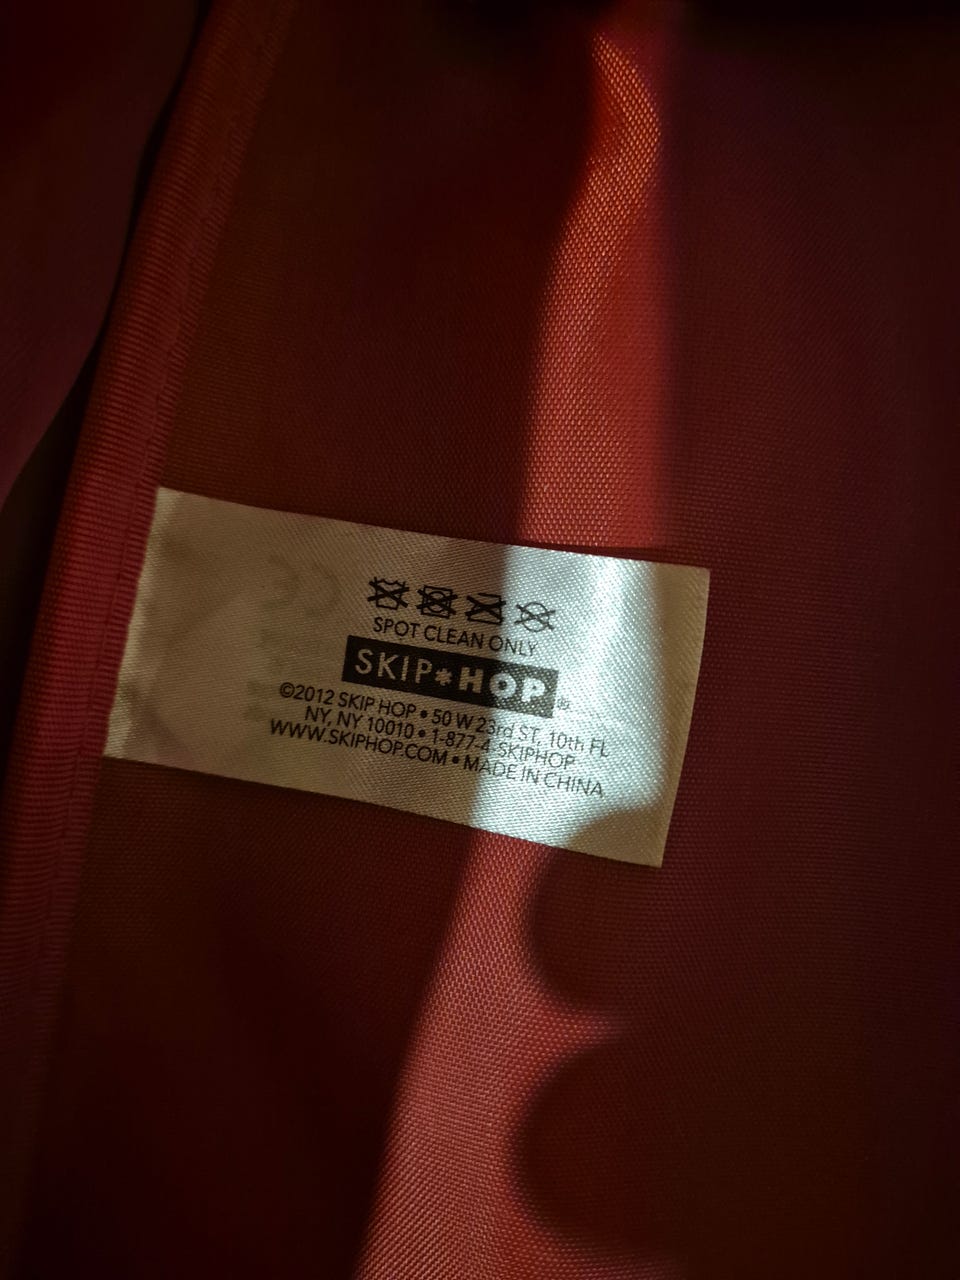 SPOT CLEAN ONLY
SKIP*HOP®
©2012 SKIP HOP • 50 W 23rd ST, 10th FL
NY, NY 10010 • 1-877-4-SKIPHOP
WWW.SKIPHOP.COM • MADE IN CHINA